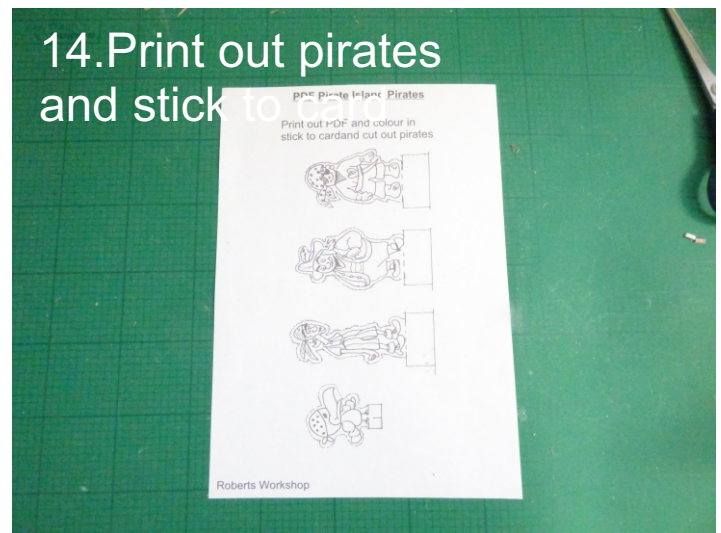 14.Print out pirates
and stick to card
PDF Pirate Island Pirates
Print out PDF and colour in
stick to cardand cut out pirates
Roberts Workshop